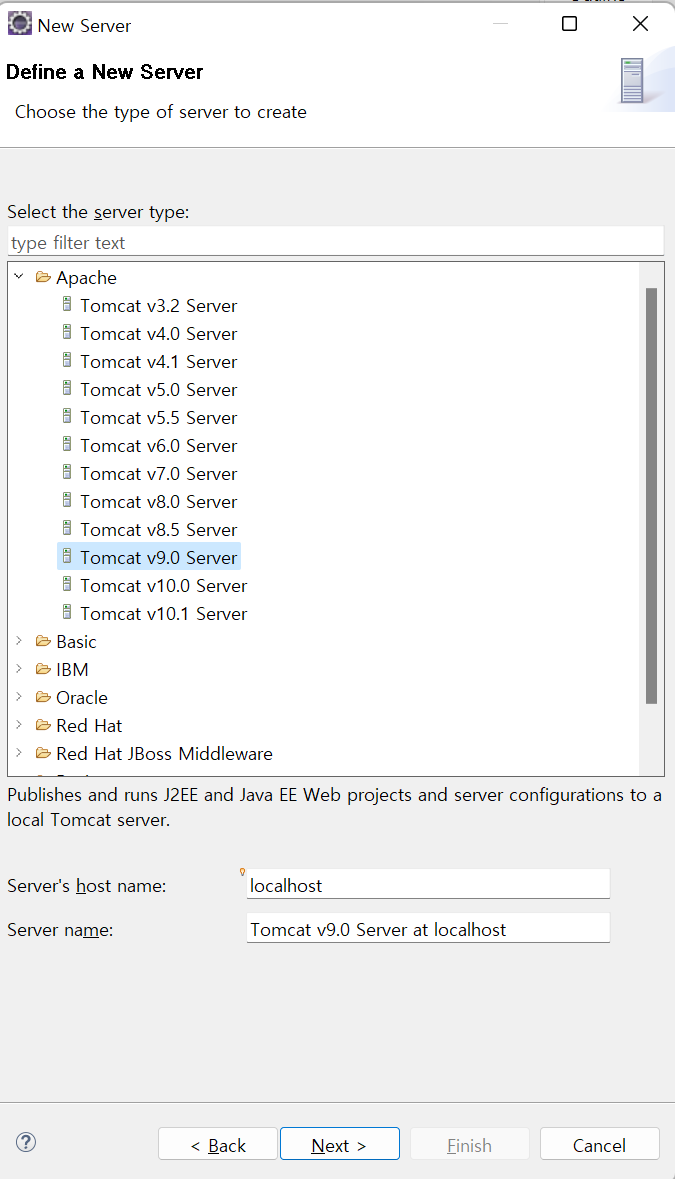 New Server
Define a New Server
Choose the type of server to create
Select the server type:
type filter text
Apache
Tomcat v3.2 Server
Tomcat v4.0 Server
Tomcat v4.1 Server
Tomcat v5.0 Server
Tomcat v5.5 Server
Tomcat v6.0 Server
Tomcat v7.0 Server
Tomcat v8.0 Server
Tomcat v8.5 Server
Tomcat v9.0 Server
Tomcat v10.0 Server
Tomcat v10.1 Server
Basic
IBM
Oracle
Red Hat
Red Hat JBoss Middleware
Publishes and runs J2EE and Java EE Web projects and server configurations to a
local Tomcat server.
Server's host name:
localhost
Server name:
Tomcat v9.0 Server at localhost
< Back
Next >
Finish
Cancel